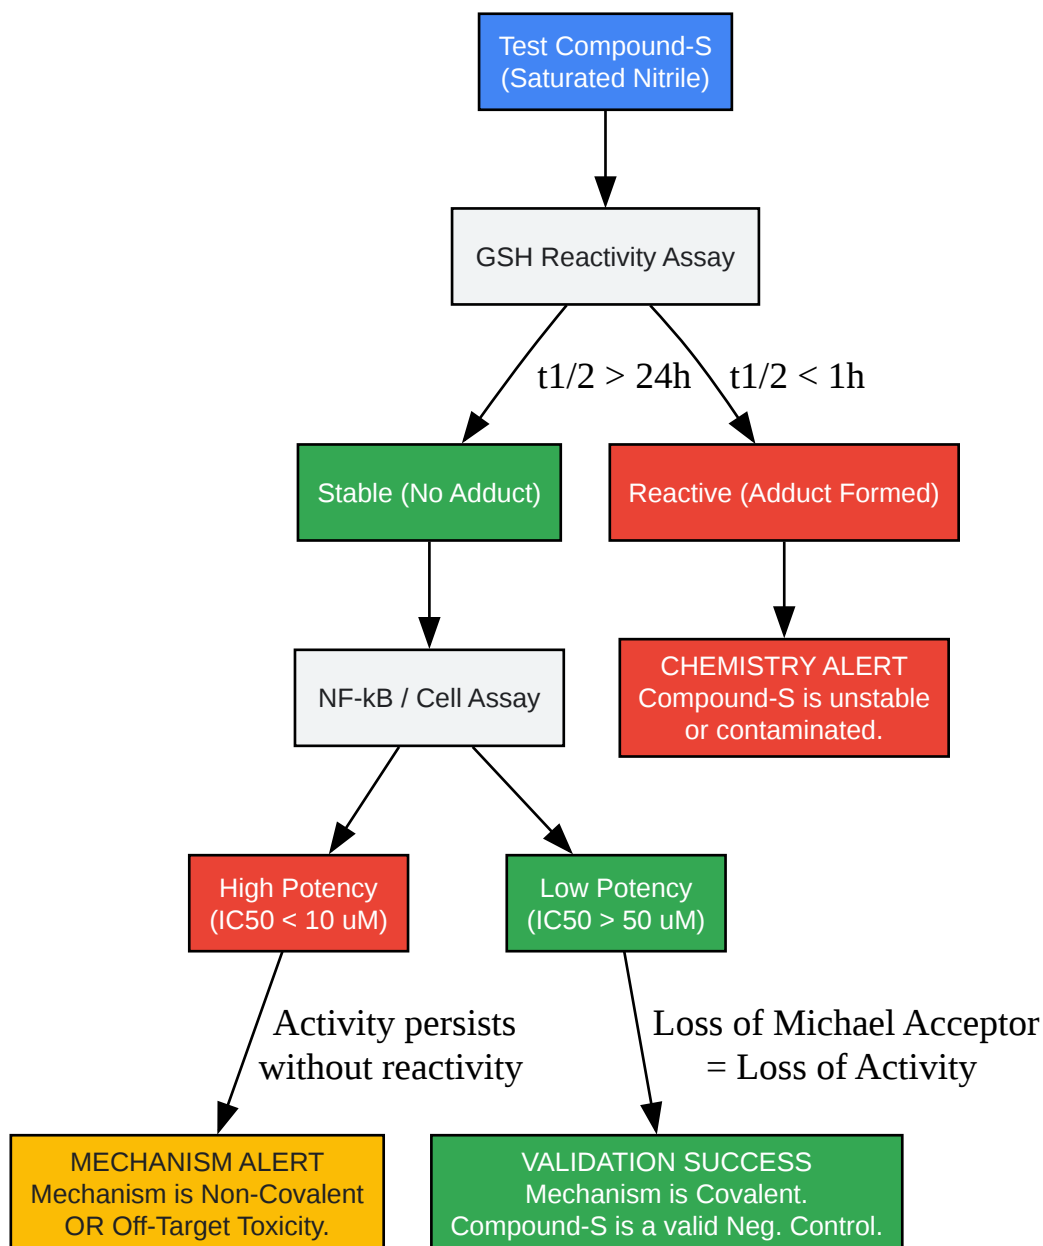 Test Compound-S
(Saturated Nitrile)
GSH Reactivity Assay
t1/2 > 24h
t1/2 < 1h
Stable (No Adduct)
Reactive (Adduct Formed)
NF-kB / Cell Assay
CHEMISTRY ALERT
Compound-S is unstable
or contaminated.
High Potency
(IC50 < 10 uM)
Low Potency
(IC50 > 50 uM)
Activity persists
without reactivity
Loss of Michael Acceptor
= Loss of Activity
MECHANISM ALERT
Mechanism is Non-Covalent
OR Off-Target Toxicity.
VALIDATION SUCCESS
Mechanism is Covalent.
Compound-S is a valid Neg. Control.